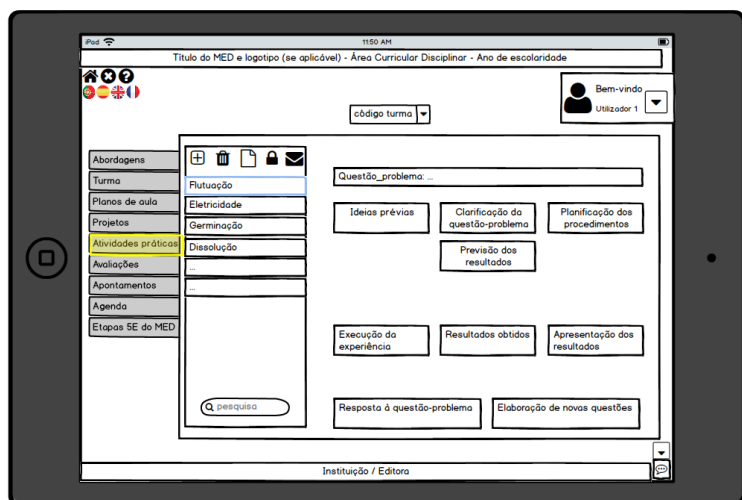 iPod
11:50 AM
Título do MED e logotipo (se aplicável) - Área Curricular Disciplinar - Ano de escolaridade
Bem-vindo
Utilizador 1
código turma
Abordagens
Turma
Planos de aula
Projetos
Atividades práticas
Avaliações
Apontamentos
Agenda
Etapas 5E do MED
Flutuação
Eletricidade
Germinação
Dissolução
...
...
pesquisa
Questão_problema: ...
Ideias prévias
Clarificação da
questão-problema
Planificação dos
procedimentos
Previsão dos
resultados
Execução da
experiência
Resultados obtidos
Apresentação dos
resultados
Resposta à questão-problema
Elaboração de novas questões
Instituição / Editora